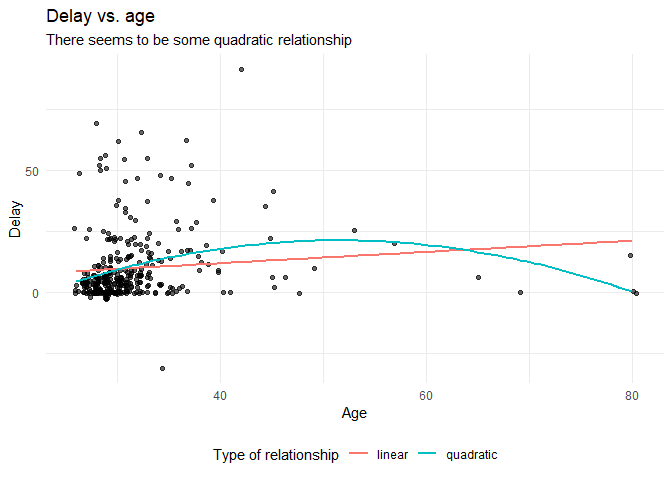 Delay vs. age
There seems to be some quadratic relationship
Delay
50
0
40
60
80
Age
Type of relationship linear quadratic